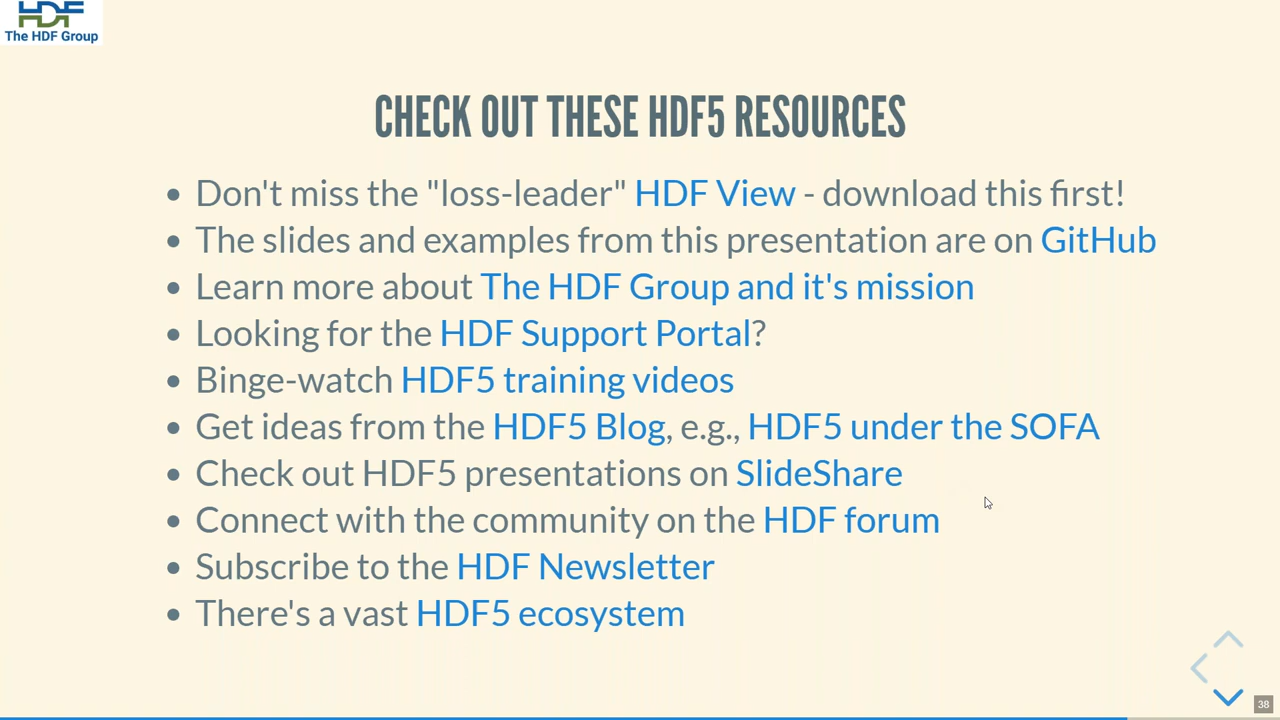 HDF
The HDF Group
CHECK OUT THESE HDF5 RESOURCES
• Don't miss the "loss-leader" HDF View - download this first!
• The slides and examples from this presentation are on GitHub
• Learn more about The HDF Group and it's mission
• Looking for the HDF Support Portal?
• Binge-watch HDF5 training videos
• Get ideas from the HDF5 Blog, e.g., HDF5 under the SOFA
• Check out HDF5 presentations on SlideShare
• Connect with the community on the HDF forum
• Subscribe to the HDF Newsletter
• There's a vast HDF5 ecosystem
38